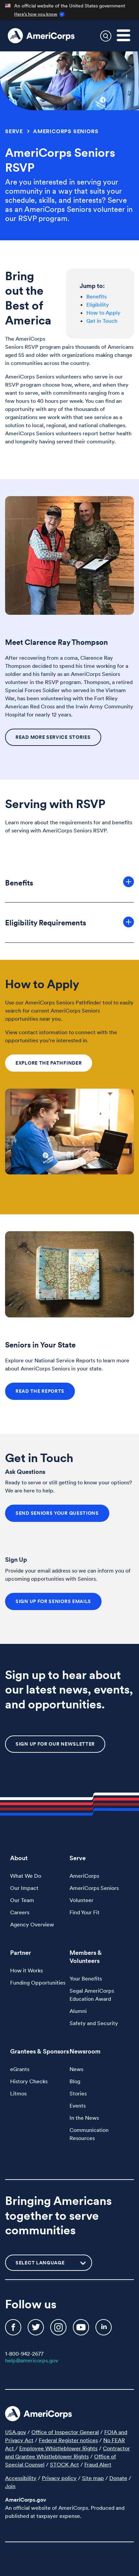 An official website of the United States government
Here's how you know
AmeriCorps
SERVE > AMERICORPS SENIORS
AmeriCorps Seniors
RSVP
Are you interested in serving your
community in a way that suits your
schedule, skills, and interests? Serve
as an AmeriCorps Seniors volunteer in
our RSVP program.
Bring
out the
Best of
America
Jump to:
• Benefits
• Eligibility
• How to Apply
• Get in Touch
The AmeriCorps
Seniors RSVP program pairs thousands of Americans
aged 55 and older with organizations making change
in communities across the country.
AmeriCorps Seniors volunteers serving in our
RSVP program choose how, where, and when they
want to serve, with commitments ranging from a
few hours to 40 hours per week. You can find an
opportunity with any of the thousands of
organizations we work with that serve veterans in a
social, job-related, and educational capacity.
AmeriCorps Seniors volunteers report better health
and longevity having served their community.
Meet Clarence Ray Thompson
After recovering from a coma, Clarence Ray
Thompson decided to spend his time working for a
soldier and his family as an AmeriCorps Seniors
volunteer in the RSVP program. Thompson, a retired
Special Forces Soldier who served in the Vietnam
War, has been volunteering with the Fort Riley
American Red Cross and the Irwin Army Community
Hospital for nearly 12 years.
READ MORE SERVICE STORIES
Serving with RSVP
Learn more about the requirements for and benefits
of serving with AmeriCorps Seniors RSVP.
Benefits
Eligibility Requirements
How to Apply
Use our AmeriCorps Seniors Pathfinder tool to easily
search for current AmeriCorps Seniors
opportunities near you.
View contact information to connect with the
opportunities you're interested in.
EXPLORE THE PATHFINDER
Seniors in Your State
Explore our National Service Reports to learn more
about AmeriCorps Seniors in your state.
READ THE REPORTS
Get in Touch
Ask Questions
Ready to serve or still getting to know your options?
We are here to help.
SEND SENIORS YOUR QUESTIONS
Sign Up
Provide your email address so we can inform you of
upcoming opportunities with Seniors.
SIGN UP FOR SENIORS EMAILS
Sign up to hear about
our latest news, events,
and opportunities.
SIGN UP FOR OUR NEWSLETTER
About
What We Do
Our Impact
Our Team
Careers
Agency Overview
Serve
AmeriCorps
AmeriCorps Seniors
Volunteer
Find Your Fit
Partner
How it Works
Funding Opportunities
Members &
Volunteers
Your Benefits
Segal AmeriCorps
Education Award
Alumni
Safety and Security
Grantees & Sponsors
eGrants
History Checks
Litmos
Newsroom
News
Blog
Stories
Events
In the News
Communication
Resources
Bringing Americans
together to serve
communities
SELECT LANGUAGE
Follow us
1-800-942-2677
help@americorps.gov
AmeriCorps
USA.gov / Office of Inspector General / FOIA and
Privacy Act / Federal Register notices / No FEAR
Act / Employee Whistleblower Rights / Contractor
and Grantee Whistleblower Rights / Office of
Special Counsel / STOCK Act / Fraud Alert
Accessibility / Privacy policy / Site map / Donate /
Join
AmeriCorps.gov
An official website of AmeriCorps. Produced and
published at taxpayer expense.